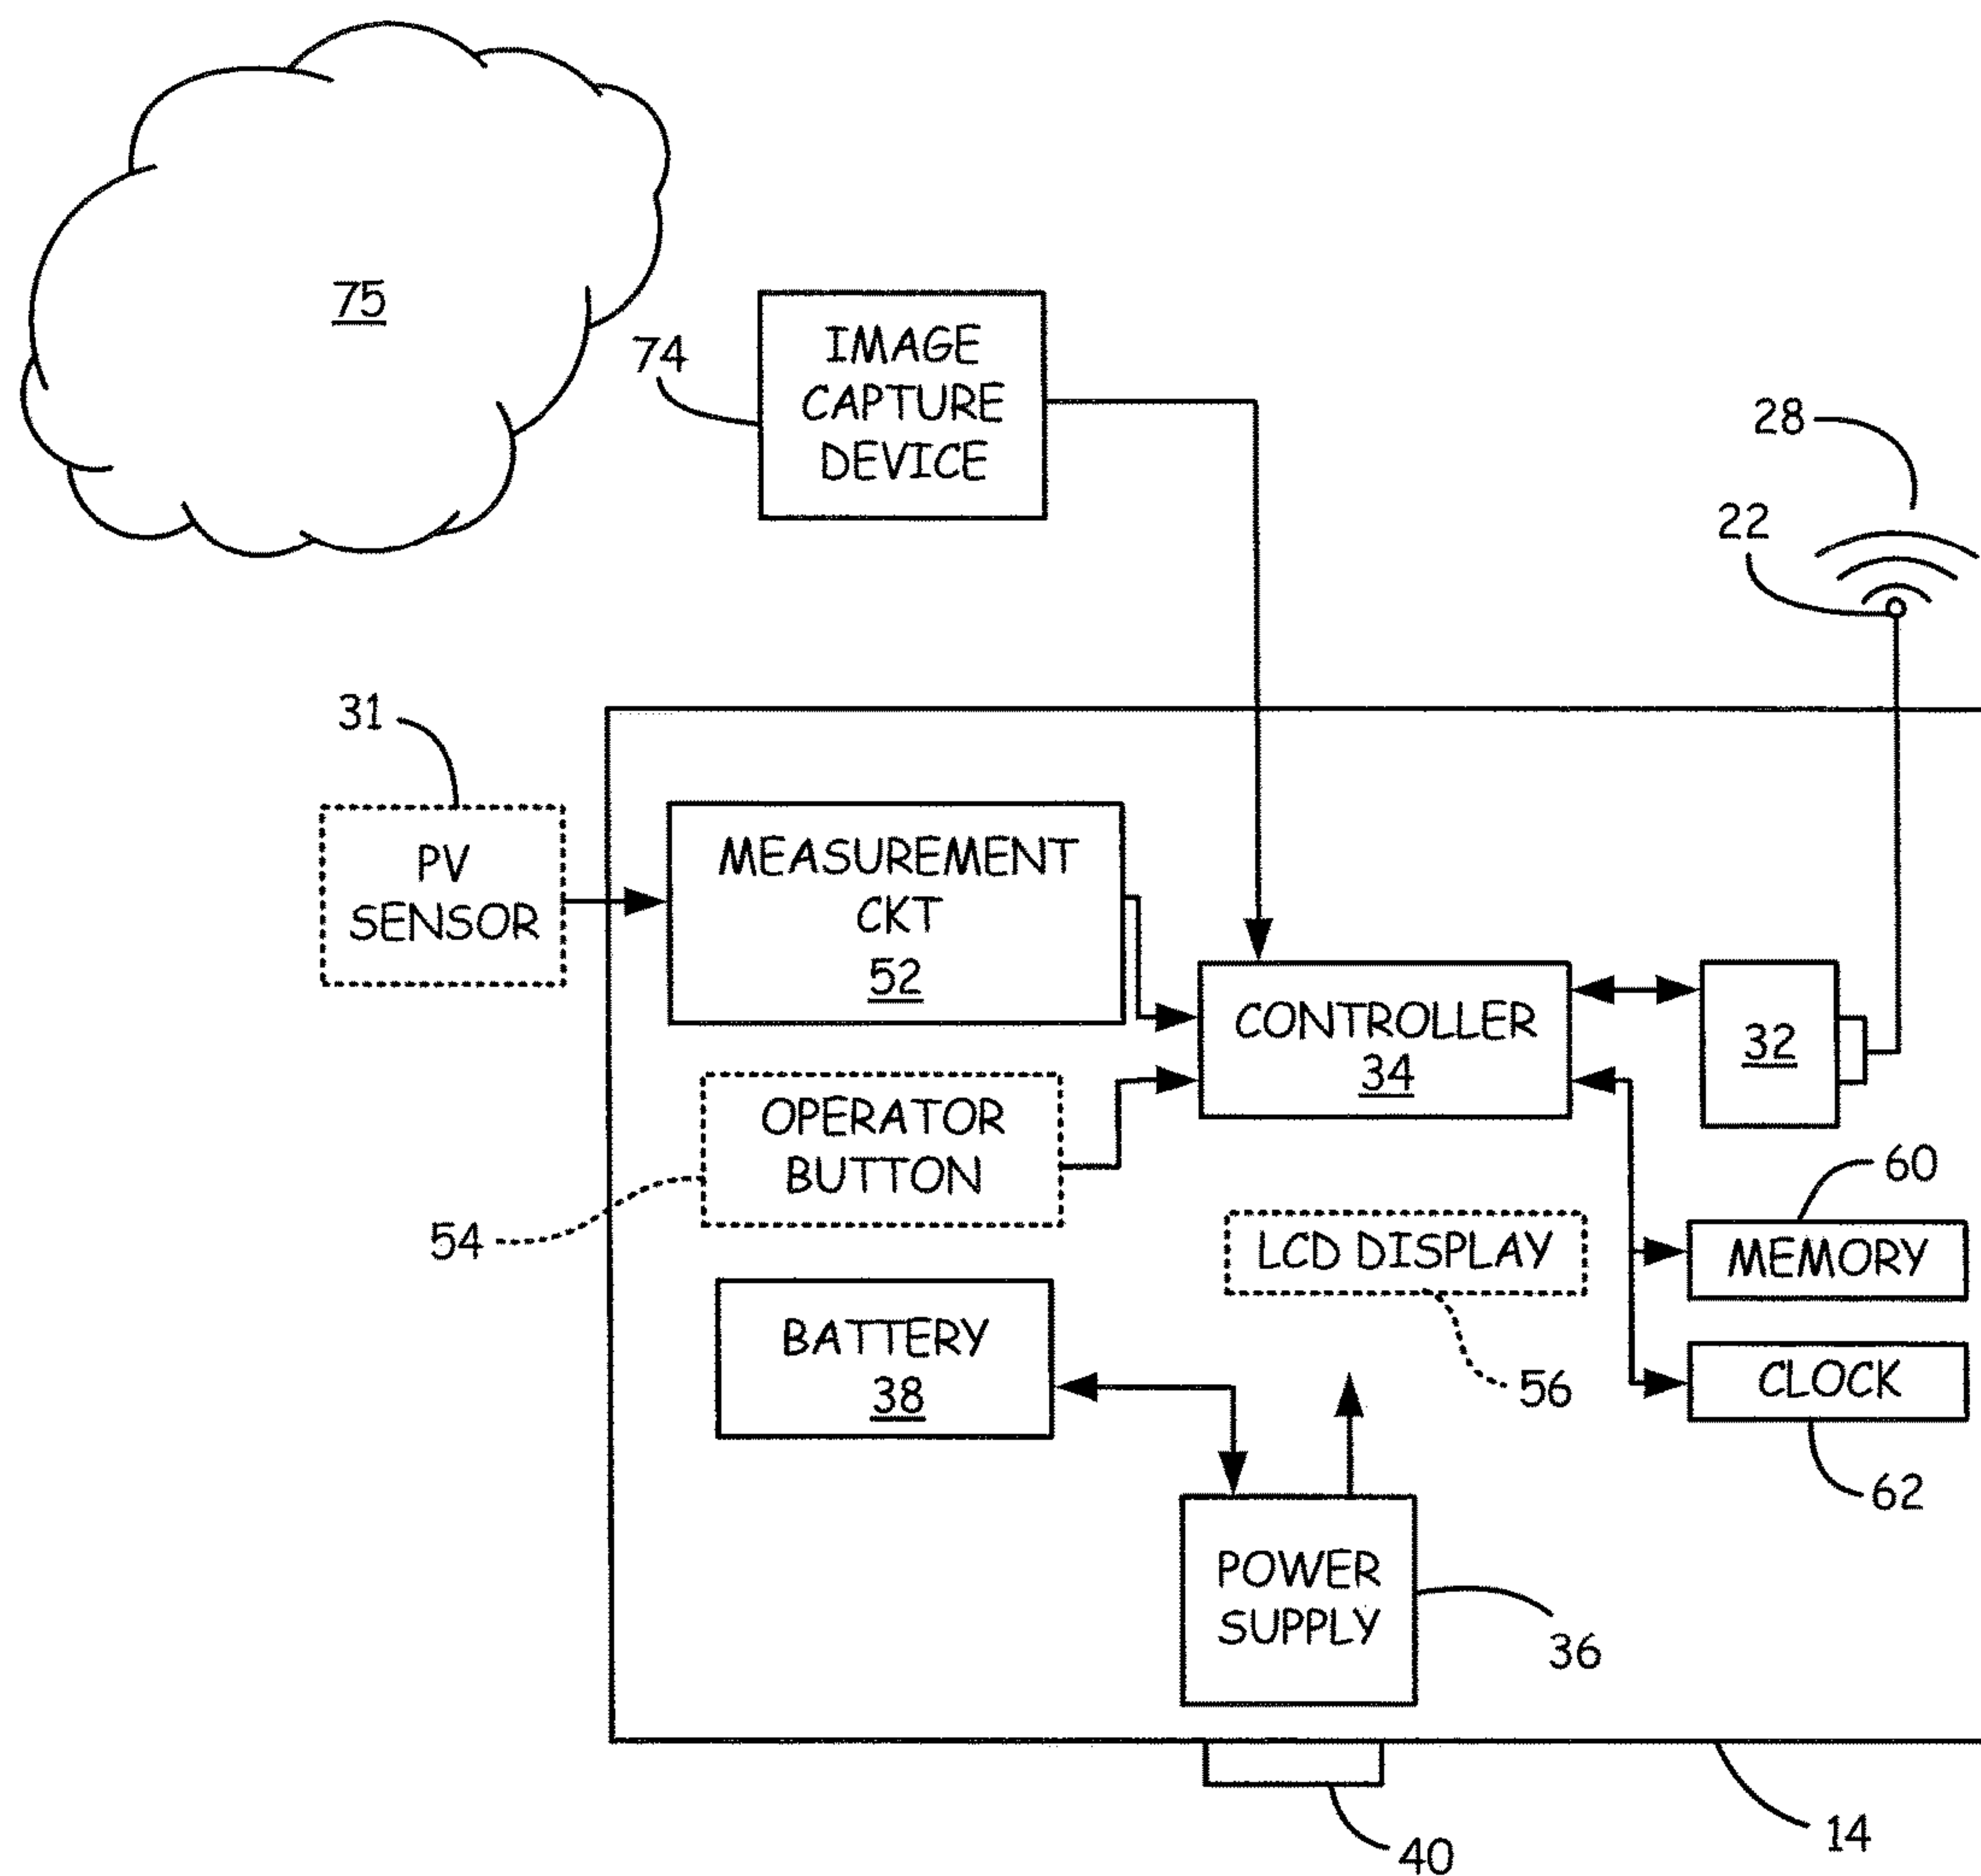 75
74
IMAGE
CAPTURE
DEVICE
28
22
31
PV
SENSOR
MEASUREMENT
CKT
52
CONTROLLER
34
32
OPERATOR
BUTTON
54
LCD DISPLAY
56
60
MEMORY
CLOCK
62
BATTERY
38
POWER
SUPPLY
36
40
14